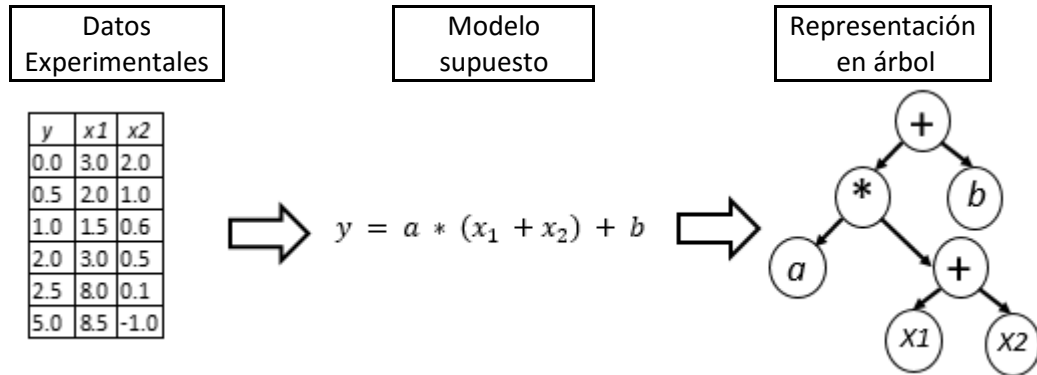 Datos
Experimentales
Modelo
supuesto
Representación
en árbol
y x1 x2
0.0 3.0 2.0
0.5 2.0 1.0
1.0 1.5 0.6
2.0 3.0 0.5
2.5 8.0 0.1
5.0 8.5 -1.0
y = a * (x₁ + x₂) + b
+
* b
a +
X1 X2